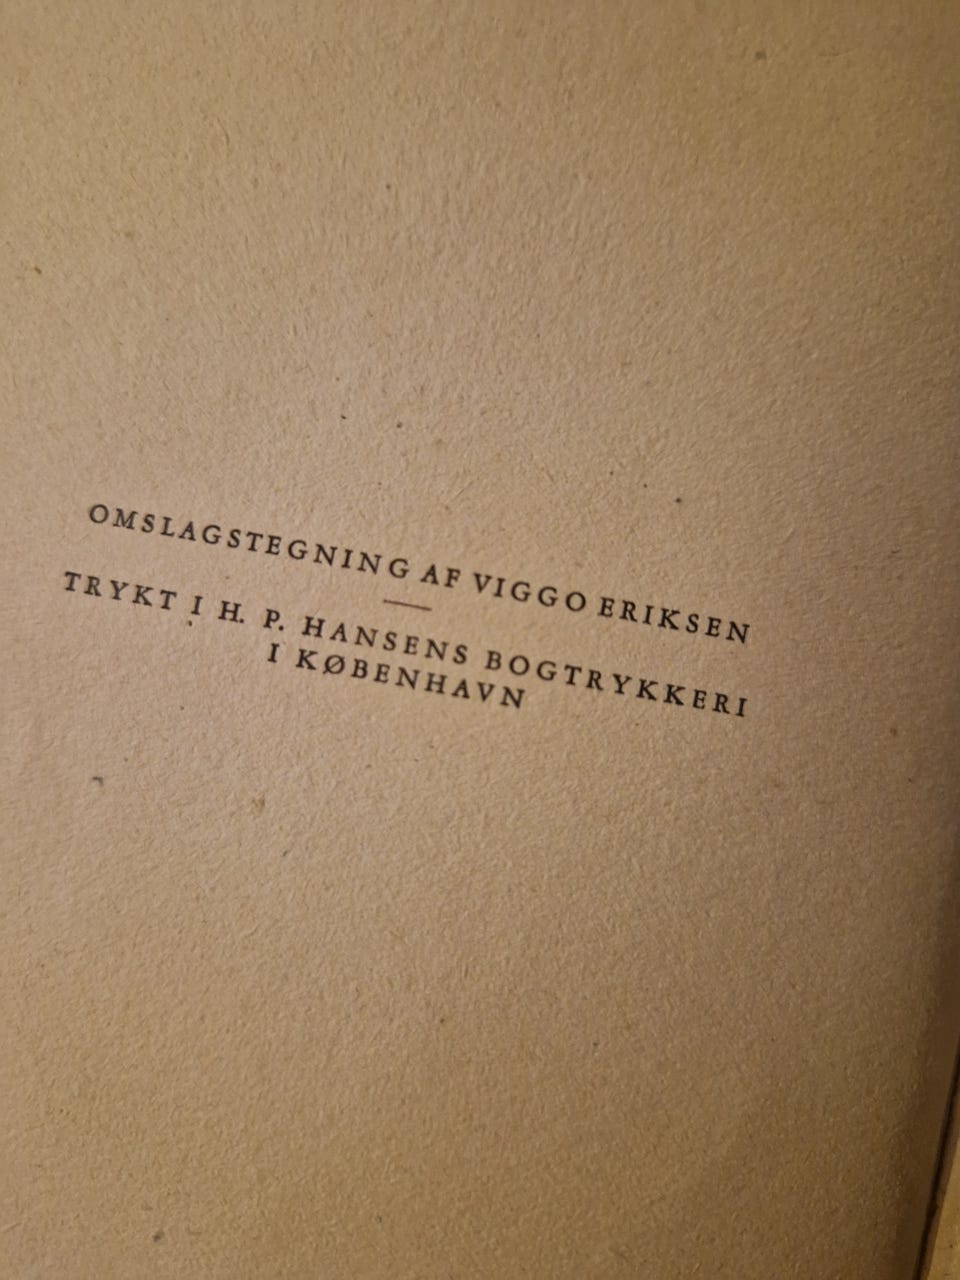 OMSLAGSTEGNING AF VIGGO ERIKSEN
TRYKT I H. P. HANSENS BOGTRYKKERI
I KØBENHAVN